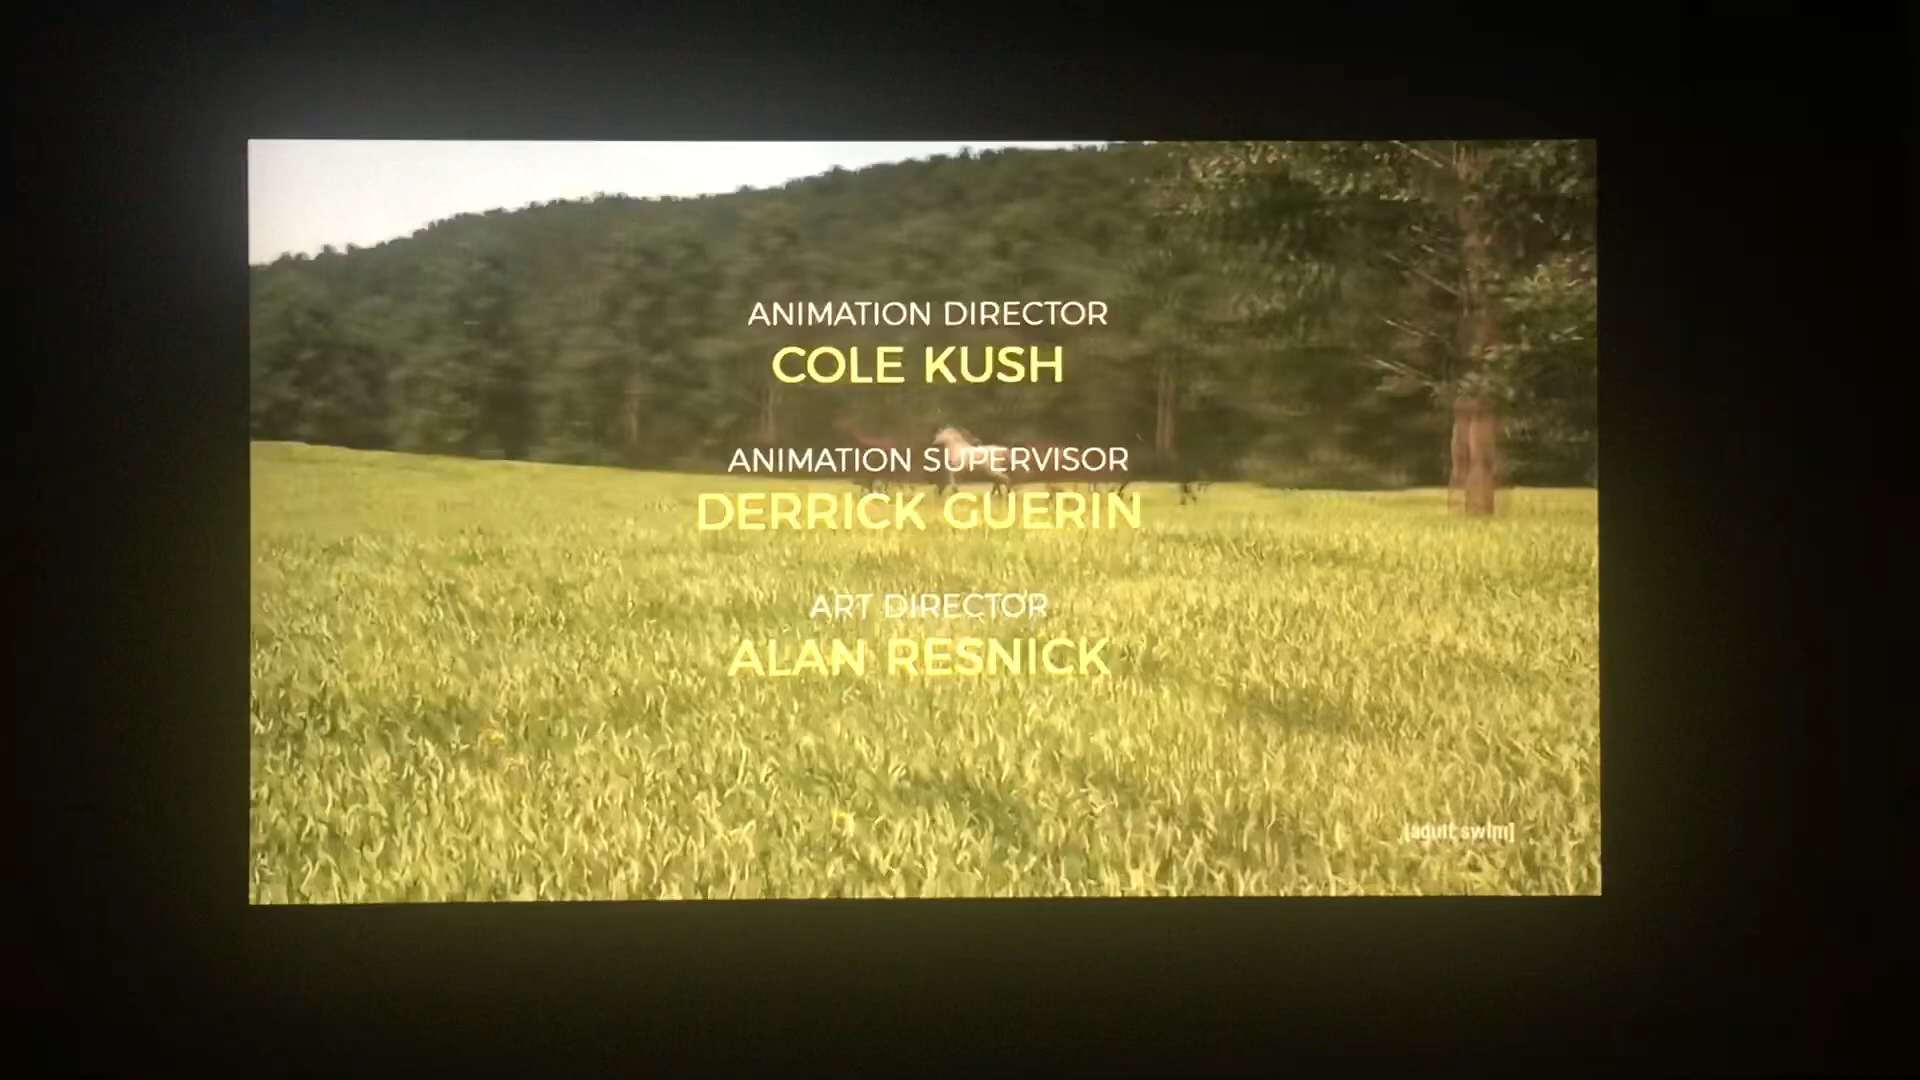 ANIMATION DIRECTOR
COLE KUSH
ANIMATION SUPERVISOR
DERRICK GUERIN
ART DIRECTOR
ALAN RESNICK
[adult swim]